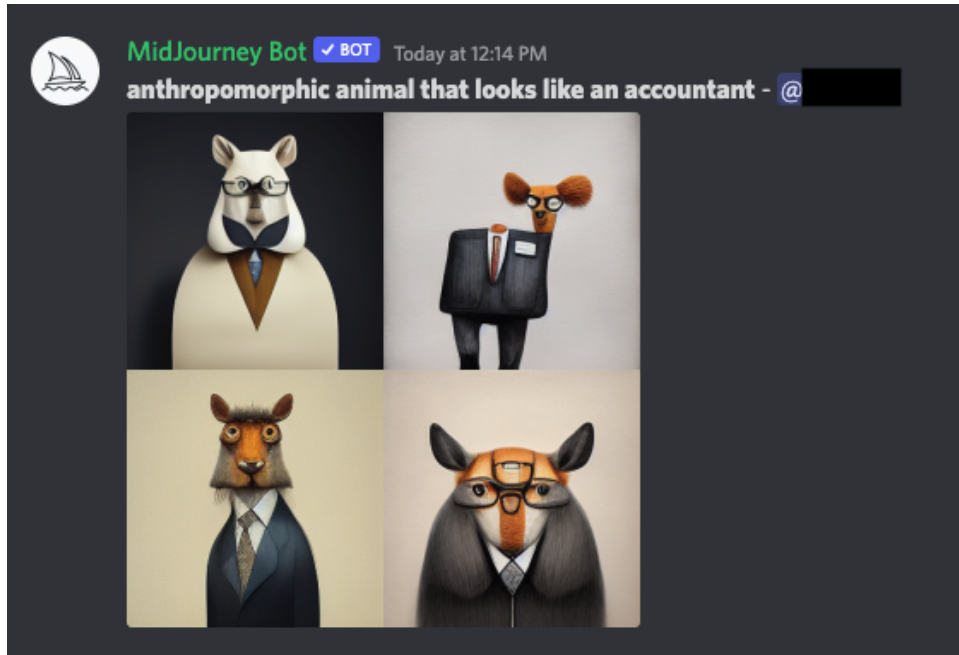 MidJourney Bot ✓ BOT Today at 12:14 PM
anthropomorphic animal that looks like an accountant - @